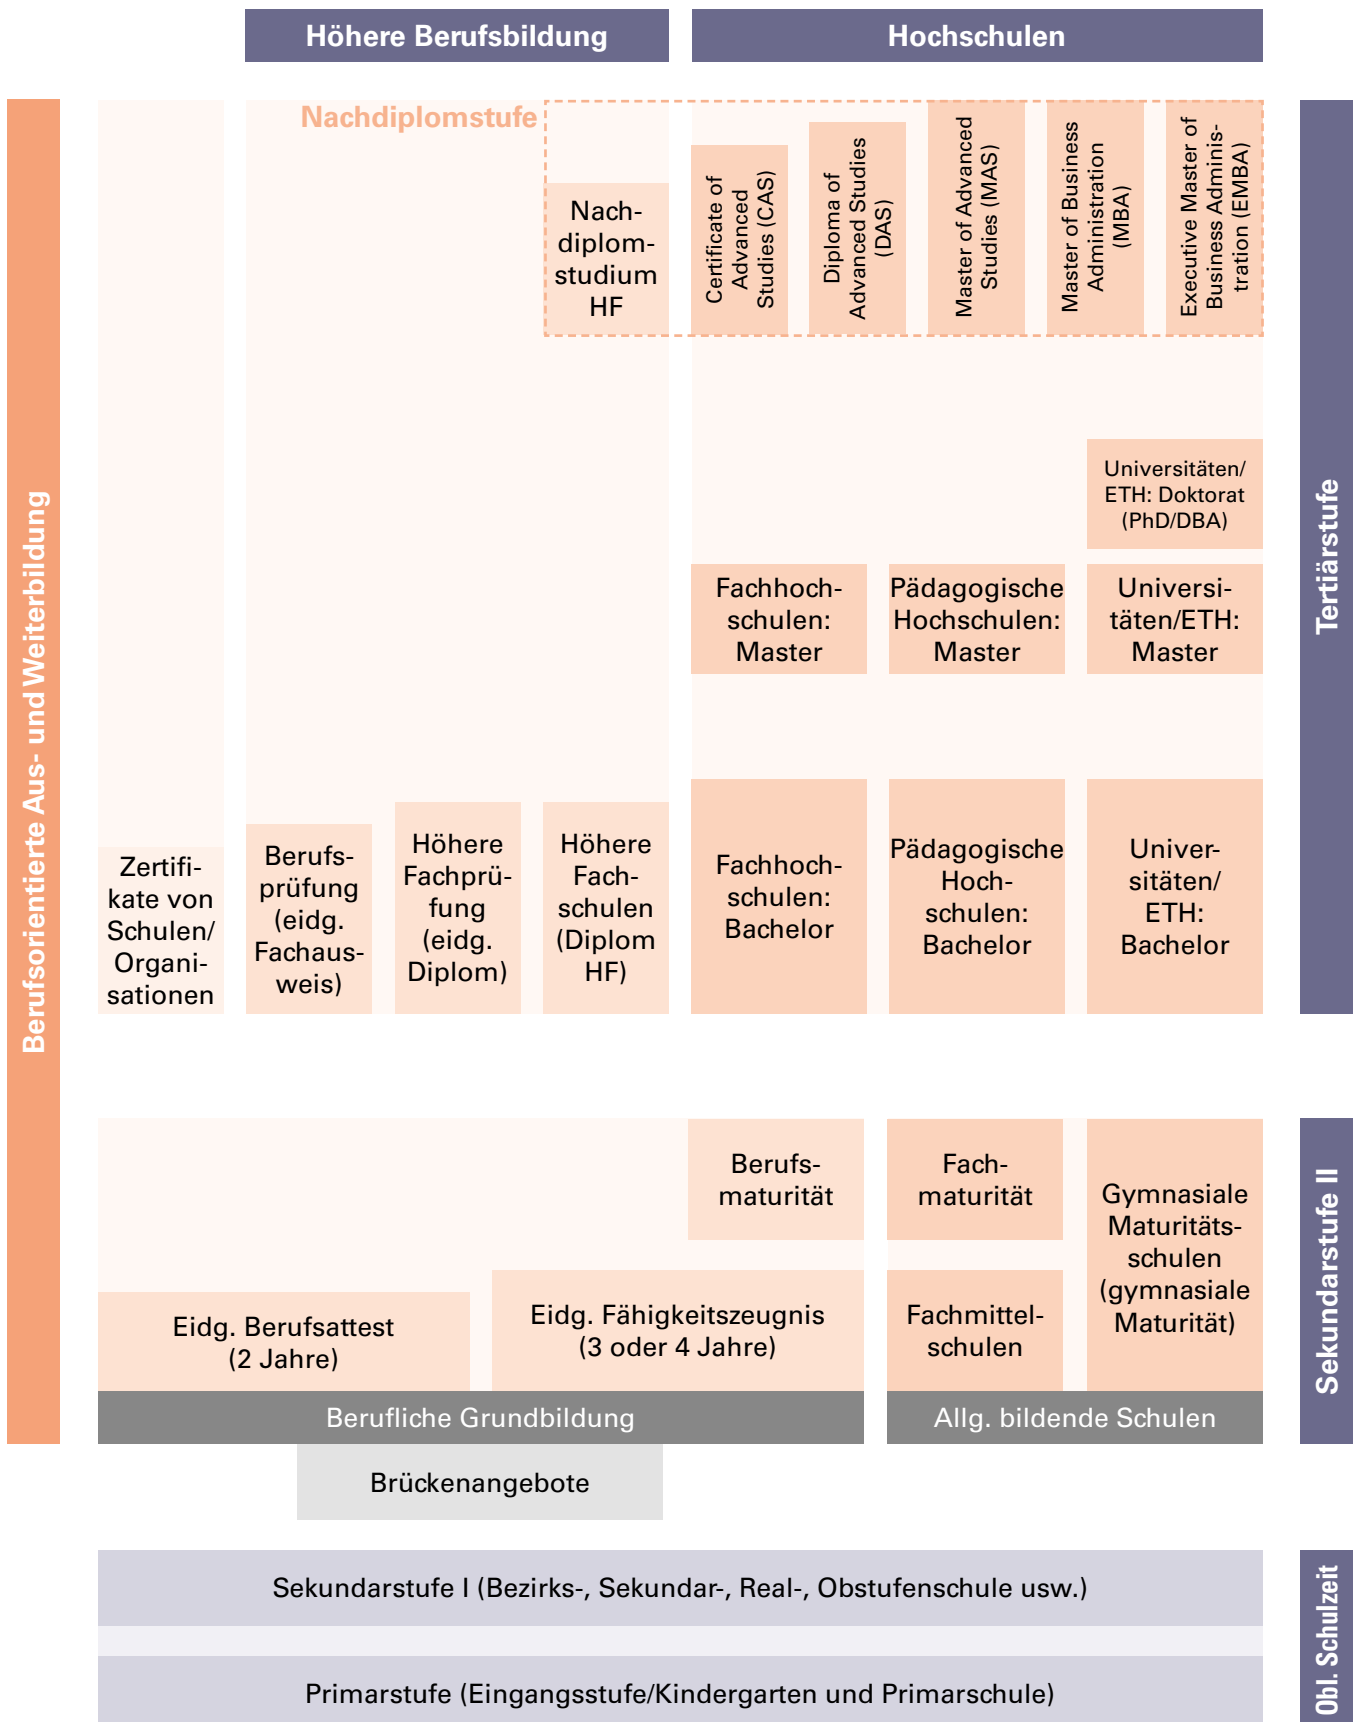 Höhere Berufsbildung
Hochschulen
Berufsorientierte Aus- und Weiterbildung
Tertiärstufe
Nachdiplomstufe
Nach-
diplom-
studium
HF
Certificate of
Advanced
Studies (CAS)
Diploma of
Advanced Studies
(DAS)
Master of Advanced
Studies (MAS)
Master of Business
Administration
(MBA)
Executive Master of
Business Adminis-
tration (EMBA)
Universitäten/
ETH: Doktorat
(PhD/DBA)
Fachhoch-
schulen:
Master
Pädagogische
Hochschulen:
Master
Universi-
täten/ETH:
Master
Zertifi-
kate von
Schulen/
Organi-
sationen
Berufs-
prüfung
(eidg.
Fachaus-
weis)
Höhere
Fachprü-
fung
(eidg.
Diplom)
Höhere
Fach-
schulen
(Diplom
HF)
Fachhoch-
schulen:
Bachelor
Pädagogische
Hoch-
schulen:
Bachelor
Univer-
sitäten/
ETH:
Bachelor
Sekundarstufe II
Berufs-
maturität
Fach-
maturität
Gymnasiale
Maturitäts-
schulen
(gymnasiale
Maturität)
Eidg. Berufsattest
(2 Jahre)
Eidg. Fähigkeitszeugnis
(3 oder 4 Jahre)
Fachmittel-
schulen
Berufliche Grundbildung
Allg. bildende Schulen
Brückenangebote
Obl. Schulzeit
Sekundarstufe I (Bezirks-, Sekundar-, Real-, Obstufenschule usw.)
Primarstufe (Eingangsstufe/Kindergarten und Primarschule)